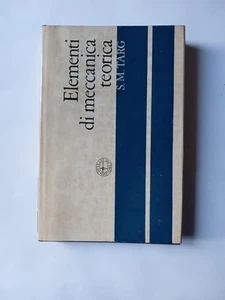 Elementi
di meccanica
teorica
S. M. TARG